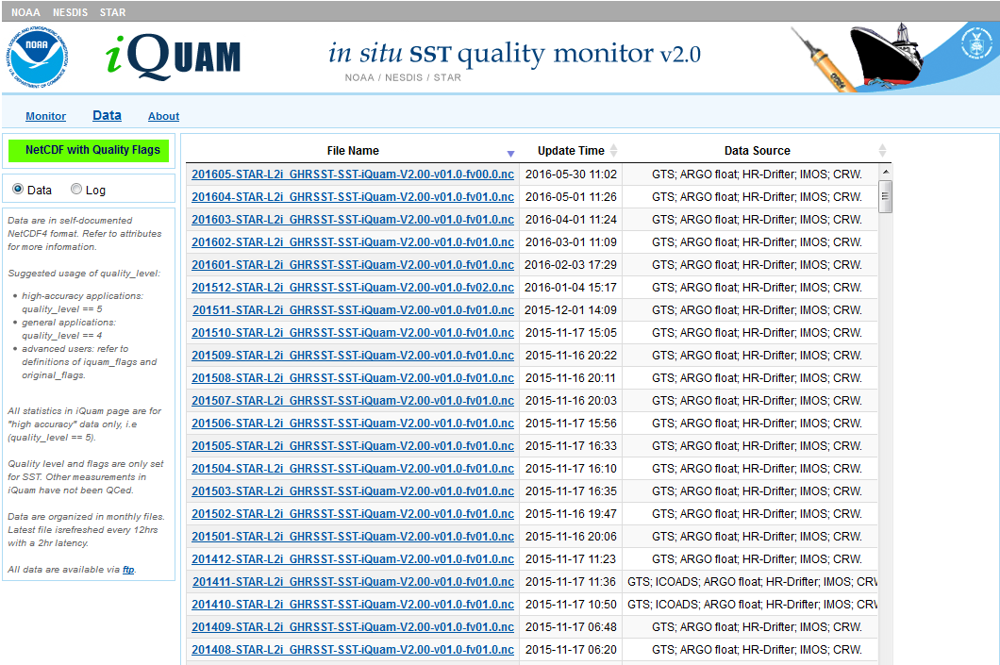 NOAA NESDIS STAR
NOAA
iQUAM
in situ SST quality monitor v2.0
NOAA / NESDIS / STAR
Monitor Data About
NetCDF with Quality Flags
Data Log
Data are in self-documented
NetCDF4 format. Refer to attributes
for more information.
Suggested usage of quality_level:
• high-accuracy applications:
quality_level == 5
• general applications:
quality_level == 4
• advanced users: refer to
definitions of iquam_flags and
original_flags.
All statistics in iQuam page are for
"high accuracy" data only, i.e
(quality_level == 5).
Quality level and flags are only set
for SST. Other measurements in
iQuam have not been QCed.
Data are organized in monthly files.
Latest file isrefreshed every 12hrs
with a 2hr latency.
All data are available via ftp.
File Name Update Time Data Source
201605-STAR-L2i_GHRSST-SST-iQuam-V2.00-v01.0-fv00.0.nc 2016-05-30 11:02 GTS; ARGO float; HR-Drifter; IMOS; CRW.
201604-STAR-L2i_GHRSST-SST-iQuam-V2.00-v01.0-fv01.0.nc 2016-05-01 11:26 GTS; ARGO float; HR-Drifter; IMOS; CRW.
201603-STAR-L2i_GHRSST-SST-iQuam-V2.00-v01.0-fv01.0.nc 2016-04-01 11:24 GTS; ARGO float; HR-Drifter; IMOS; CRW.
201602-STAR-L2i_GHRSST-SST-iQuam-V2.00-v01.0-fv01.0.nc 2016-03-01 11:09 GTS; ARGO float; HR-Drifter; IMOS; CRW.
201601-STAR-L2i_GHRSST-SST-iQuam-V2.00-v01.0-fv01.0.nc 2016-02-03 17:29 GTS; ARGO float; HR-Drifter; IMOS; CRW.
201512-STAR-L2i_GHRSST-SST-iQuam-V2.00-v01.0-fv02.0.nc 2016-01-04 15:17 GTS; ARGO float; HR-Drifter; IMOS; CRW.
201511-STAR-L2i_GHRSST-SST-iQuam-V2.00-v01.0-fv01.0.nc 2015-12-01 14:09 GTS; ARGO float; HR-Drifter; IMOS; CRW.
201510-STAR-L2i_GHRSST-SST-iQuam-V2.00-v01.0-fv01.0.nc 2015-11-17 15:05 GTS; ARGO float; HR-Drifter; IMOS; CRW.
201509-STAR-L2i_GHRSST-SST-iQuam-V2.00-v01.0-fv01.0.nc 2015-11-16 20:22 GTS; ARGO float; HR-Drifter; IMOS; CRW.
201508-STAR-L2i_GHRSST-SST-iQuam-V2.00-v01.0-fv01.0.nc 2015-11-16 20:11 GTS; ARGO float; HR-Drifter; IMOS; CRW.
201507-STAR-L2i_GHRSST-SST-iQuam-V2.00-v01.0-fv01.0.nc 2015-11-16 20:03 GTS; ARGO float; HR-Drifter; IMOS; CRW.
201506-STAR-L2i_GHRSST-SST-iQuam-V2.00-v01.0-fv01.0.nc 2015-11-17 15:56 GTS; ARGO float; HR-Drifter; IMOS; CRW.
201505-STAR-L2i_GHRSST-SST-iQuam-V2.00-v01.0-fv01.0.nc 2015-11-17 16:33 GTS; ARGO float; HR-Drifter; IMOS; CRW.
201504-STAR-L2i_GHRSST-SST-iQuam-V2.00-v01.0-fv01.0.nc 2015-11-17 16:10 GTS; ARGO float; HR-Drifter; IMOS; CRW.
201503-STAR-L2i_GHRSST-SST-iQuam-V2.00-v01.0-fv01.0.nc 2015-11-17 16:35 GTS; ARGO float; HR-Drifter; IMOS; CRW.
201502-STAR-L2i_GHRSST-SST-iQuam-V2.00-v01.0-fv01.0.nc 2015-11-16 19:47 GTS; ARGO float; HR-Drifter; IMOS; CRW.
201501-STAR-L2i_GHRSST-SST-iQuam-V2.00-v01.0-fv01.0.nc 2015-11-16 20:06 GTS; ARGO float; HR-Drifter; IMOS; CRW.
201412-STAR-L2i_GHRSST-SST-iQuam-V2.00-v01.0-fv01.0.nc 2015-11-17 11:23 GTS; ARGO float; HR-Drifter; IMOS; CRW.
201411-STAR-L2i_GHRSST-SST-iQuam-V2.00-v01.0-fv01.0.nc 2015-11-17 11:36 GTS; ICOADS; ARGO float; HR-Drifter; IMOS; CRW
201410-STAR-L2i_GHRSST-SST-iQuam-V2.00-v01.0-fv01.0.nc 2015-11-17 10:50 GTS; ICOADS; ARGO float; HR-Drifter; IMOS; CRW
201409-STAR-L2i_GHRSST-SST-iQuam-V2.00-v01.0-fv01.0.nc 2015-11-17 06:48 GTS; ARGO float; HR-Drifter; IMOS; CRW.
201408-STAR-L2i_GHRSST-SST-iQuam-V2.00-v01.0-fv01.0.nc 2015-11-17 06:20 GTS; ARGO float; HR-Drifter; IMOS; CRW.